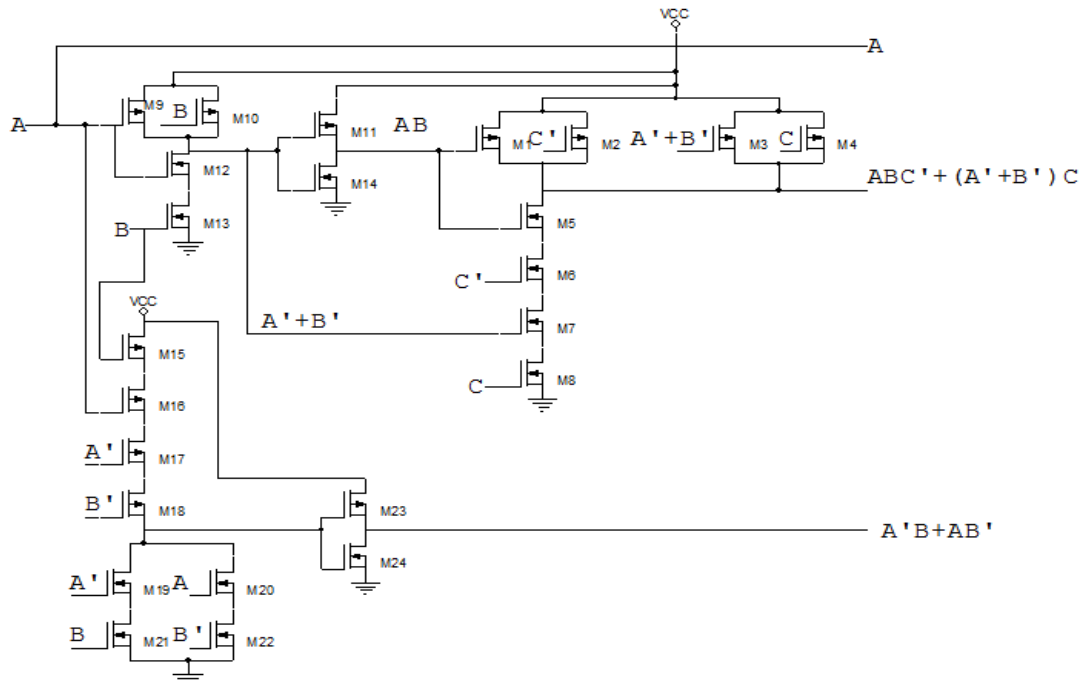 VCC
A
M9
B
M10
A
M11
AB
M1
C'
M2
A'+B'
M3
C
M4
M12
M14
ABC'+(A'+B')C
B
M13
M5
C'
M6
VCC
A'+B'
M7
M15
C
M8
M16
A'
M17
B'
M18
M23
A'B+AB'
M24
A'
M19
A
M20
B
M21
B'
M22